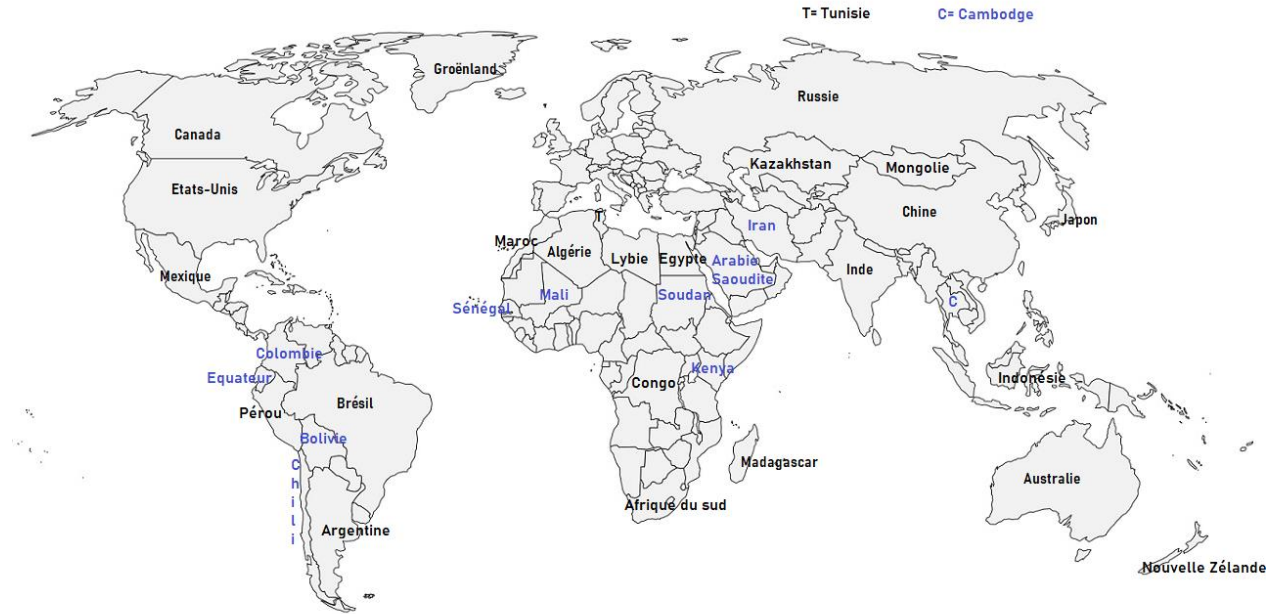 T= Tunisie
C= Cambodge
Groënland
Russie
Canada
Kazakhstan
Mongolie
Etats-Unis
Chine
T
Japon
Iran
Maroc
Algérie
Lybie
Egypte
Arabie
Saoudite
Inde
Mexique
Mali
Soudan
C
Sénégal
Colombie
Kenya
Equateur
Congo
Indonésie
Pérou
Brésil
Bolivie
Madagascar
C
h
i
l
i
Australie
Afrique du sud
Argentine
Nouvelle Zélande